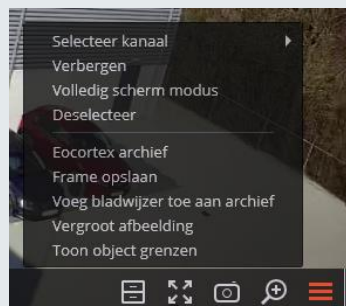 Selecteer kanaal
Verbergen
Volledig scherm modus
Deselecteer
Eocortex archief
Frame opslaan
Voeg bladwijzer toe aan archief
Vergroot afbeelding
Toon object grenzen